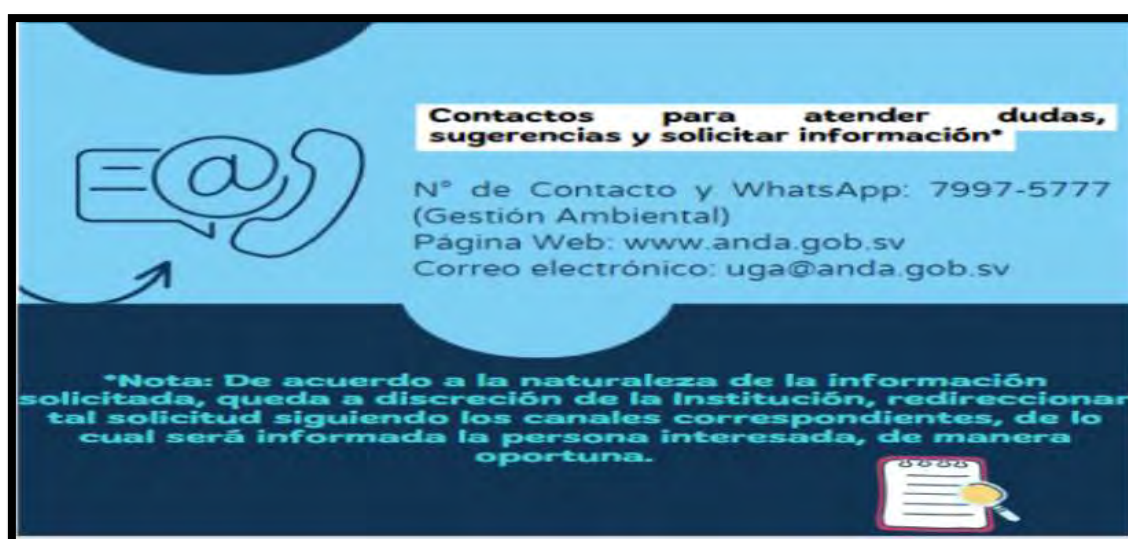 Contactos para atender dudas,
sugerencias y solicitar información*
N° de Contacto y WhatsApp: 7997-5777
(Gestión Ambiental)
Página Web: www.anda.gob.sv
Correo electrónico: uga@anda.gob.sv
*Nota: De acuerdo a la naturaleza de la información
solicitada, queda a discreción de la Institución, redireccionar
tal solicitud siguiendo los canales correspondientes, de lo
cual será informada la persona interesada, de manera
oportuna.